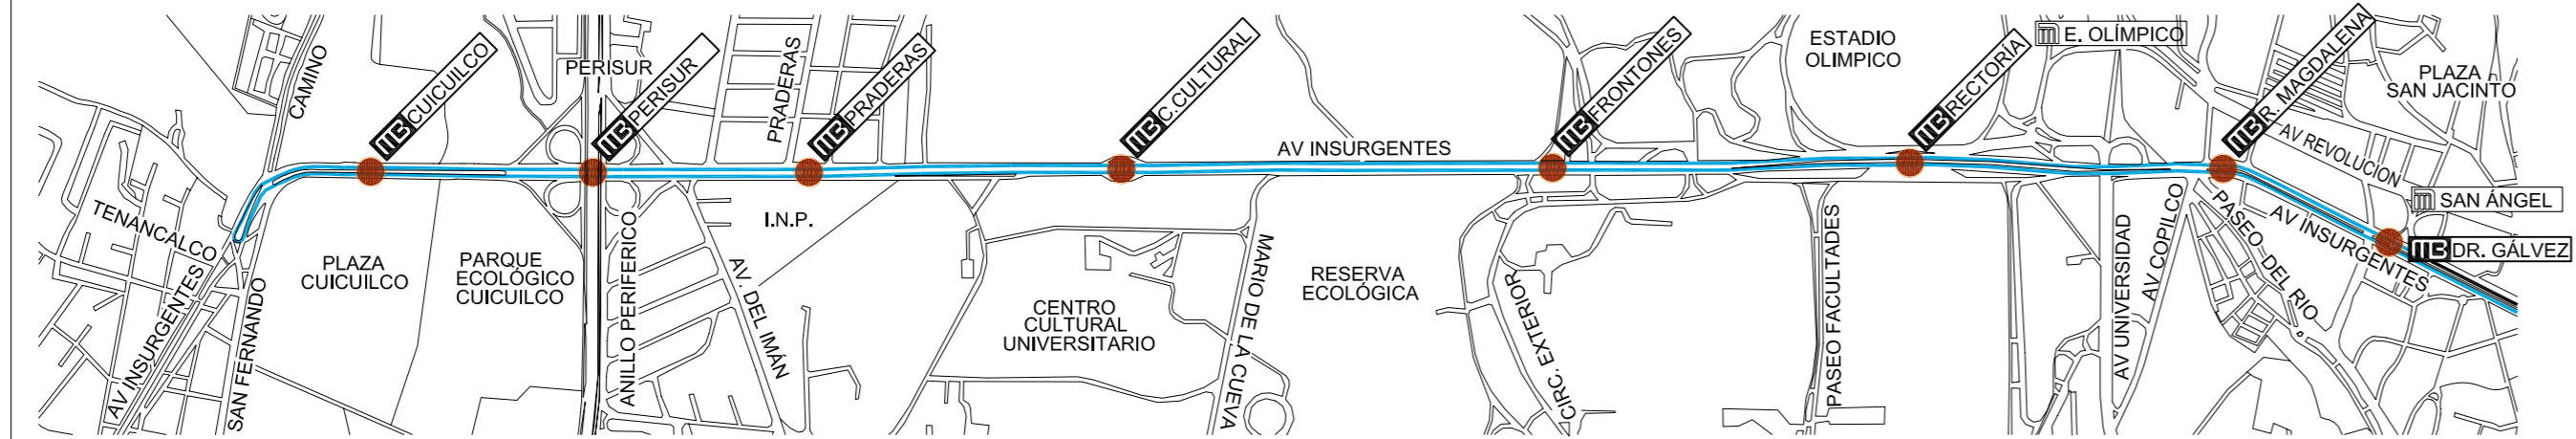 CAMINO
CUICUILCO
PERISUR
PERISUR
PRADERAS
PRADERAS
C.CULTURAL
AV INSURGENTES
FRONTONES
ESTADIO
OLIMPICO
RECTORÍA
E. OLÍMPICO
R. MAGDALENA
PLAZA
SAN JACINTO
AV REVOLUCION
SAN ÁNGEL
DR. GÁLVEZ
AV INSURGENTES
PASEO DEL RIO
AV COPILCO
AV UNIVERSIDAD
PASEO FACULTADES
CIRC. EXTERIOR
RESERVA
ECOLÓGICA
MARIO DE LA CUEVA
CENTRO
CULTURAL
UNIVERSITARIO
I.N.P.
AV. DEL IMÁN
ANILLO PERIFERICO
PARQUE
ECOLÓGICO
CUICUILCO
PLAZA
CUICUILCO
TENANCALCO
AV INSURGENTES
SAN FERNANDO